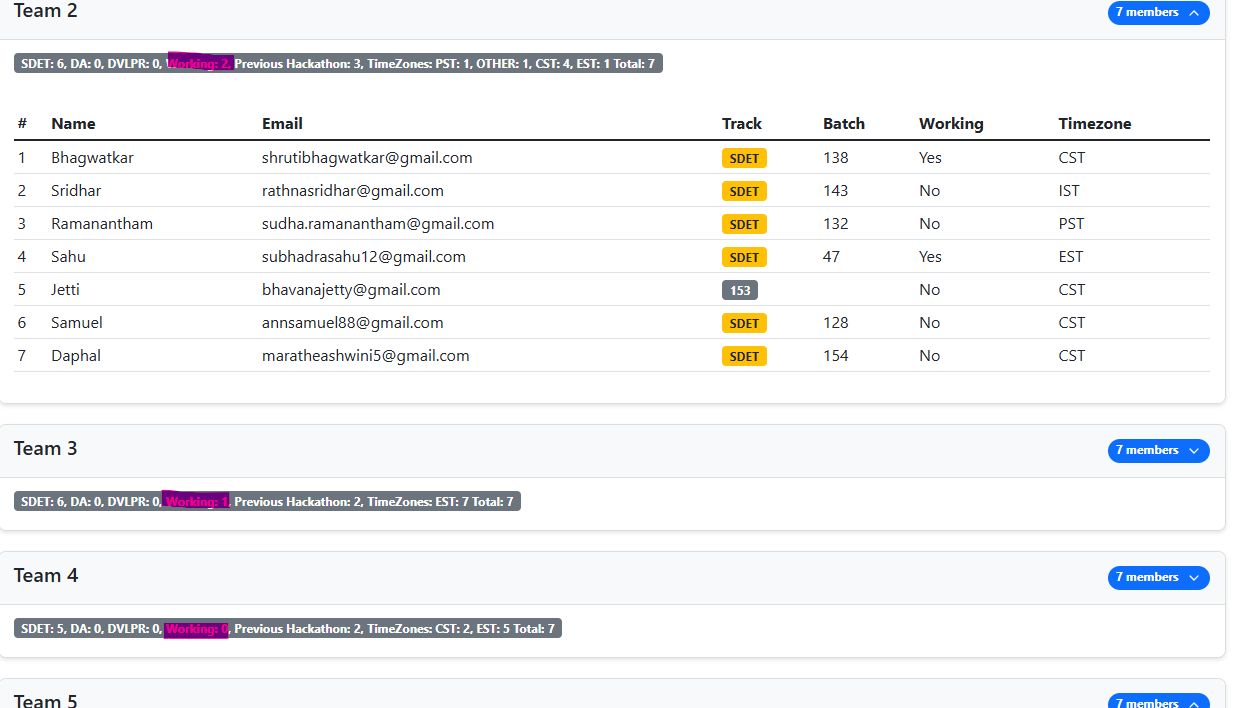 Team 2
7 members
SDET: 6, DA: 0, DVLPR: 0, Working: 2, Previous Hackathon: 3, TimeZones: PST: 1, OTHER: 1, CST: 4, EST: 1 Total: 7
# Name Email Track Batch Working Timezone
1 Bhagwatkar shrutibhagwatkar@gmail.com SDET 138 Yes CST
2 Sridhar rathnasridhar@gmail.com SDET 143 No IST
3 Ramanantham sudha.ramanantham@gmail.com SDET 132 No PST
4 Sahu subhadrasahu12@gmail.com SDET 47 Yes EST
5 Jetti bhavanajetty@gmail.com 153 No CST
6 Samuel annsamuel88@gmail.com SDET 128 No CST
7 Daphal maratheashwini5@gmail.com SDET 154 No CST
Team 3
7 members
SDET: 6, DA: 0, DVLPR: 0, Working: 1, Previous Hackathon: 2, TimeZones: EST: 7 Total: 7
Team 4
7 members
SDET: 5, DA: 0, DVLPR: 0, Working: 0, Previous Hackathon: 2, TimeZones: CST: 2, EST: 5 Total: 7
Team 5
7 members